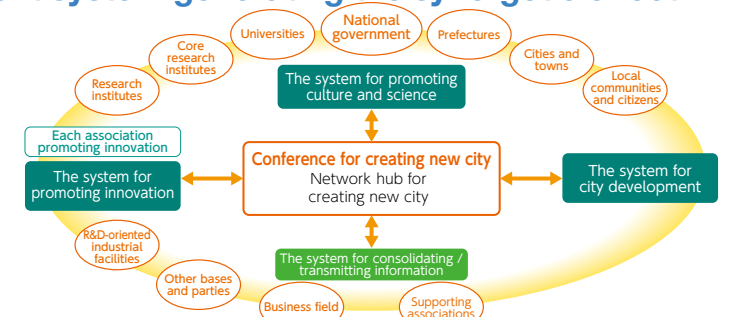 National
government
Universities
Prefectures
Core
research
institutes
Cities and
towns
Research
institutes
Local
communities
and citizens
The system for promoting
culture and science
Each association
promoting innovation
The system for
promoting innovation
Conference for creating new city
Network hub for
creating new city
The system for
city development
R&D-oriented
industrial
facilities
The system for consolidating /
transmitting information
Other bases
and parties
Business field
Supporting
associations